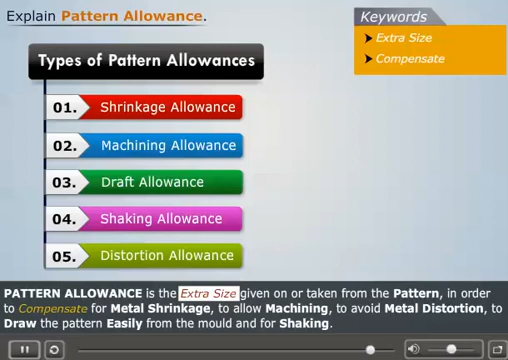 Explain Pattern Allowance.
Keywords
Extra Size
Compensate
Types of Pattern Allowances
01. Shrinkage Allowance
02. Machining Allowance
03. Draft Allowance
04. Shaking Allowance
05. Distortion Allowance
PATTERN ALLOWANCE is the Extra Size given on or taken from the Pattern, in order
to Compensate for Metal Shrinkage, to allow Machining, to avoid Metal Distortion, to
Draw the pattern Easily from the mould and for Shaking.